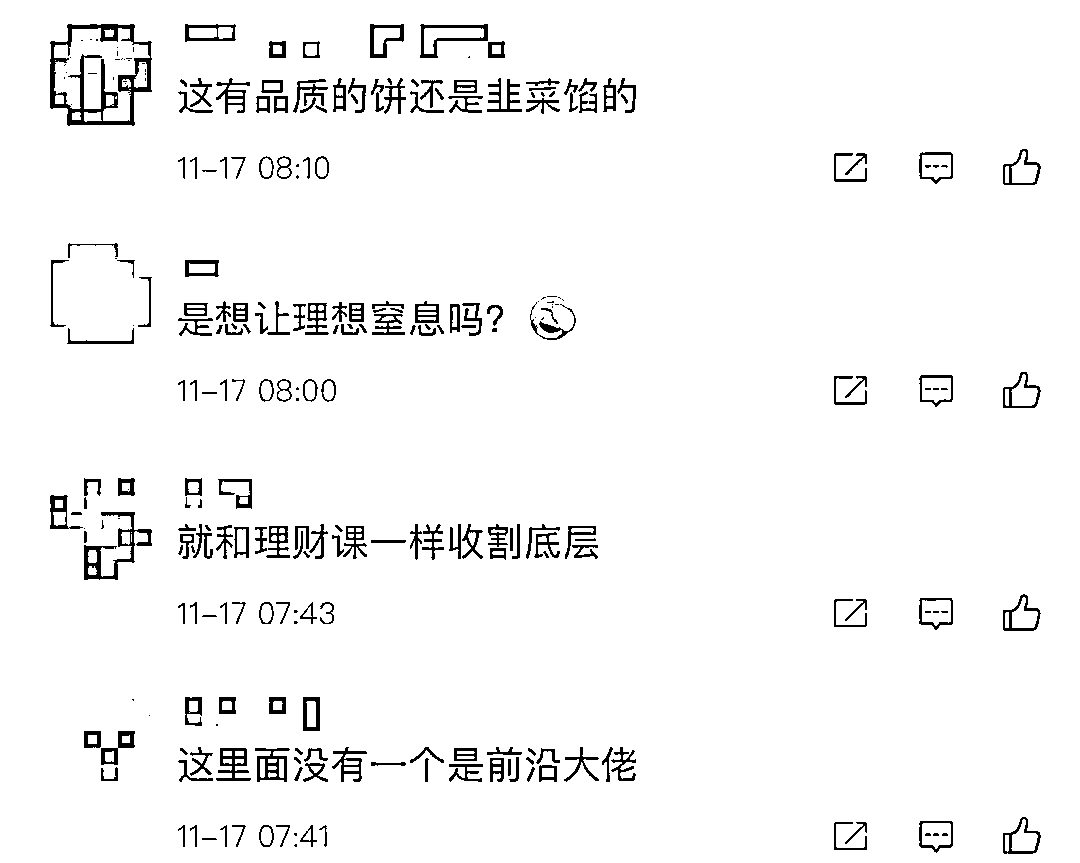 这有品质的饼还是韭菜馅的
11-17 08:10
是想让理想窒息吗?
11-17 08:00
就和理财课一样收割底层
11-17 07:43
这里面没有一个是前沿大佬
11-17 07:41